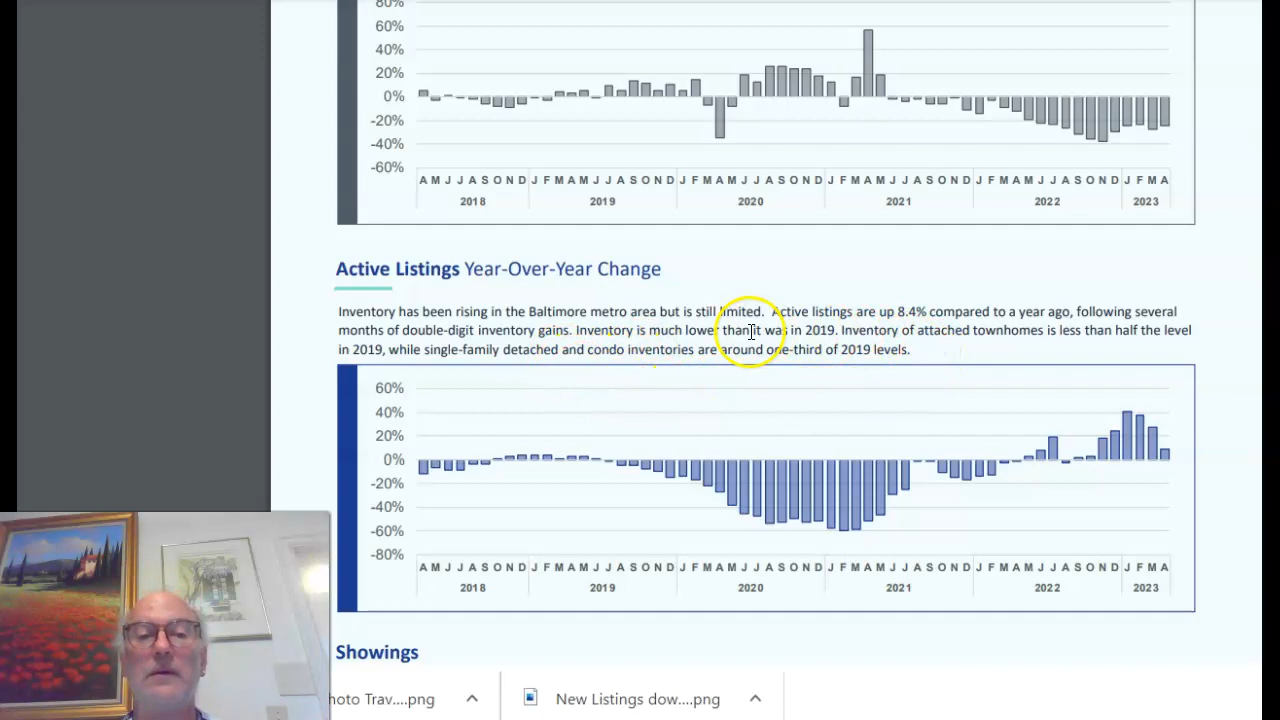 80%
60%
40%
20%
0%
-20%
-40%
-60%
A M J J A S O N D J F M A M J J A S O N D J F M A M J J A S O N D J F M A M J J A S O N D J F M A M J J A S O N D J F M A
2018 2019 2020 2021 2022 2023
Active Listings Year-Over-Year Change
Inventory has been rising in the Baltimore metro area but is still limited. Active listings are up 8.4% compared to a year ago, following several
months of double-digit inventory gains. Inventory is much lower than it was in 2019. Inventory of attached townhomes is less than half the level
in 2019, while single-family detached and condo inventories are around one-third of 2019 levels.
60%
40%
20%
0%
-20%
-40%
-60%
-80%
A M J J A S O N D J F M A M J J A S O N D J F M A M J J A S O N D J F M A M J J A S O N D J F M A M J J A S O N D J F M A
2018 2019 2020 2021 2022 2023
Showings
hoto Trav....png New Listings dow....png